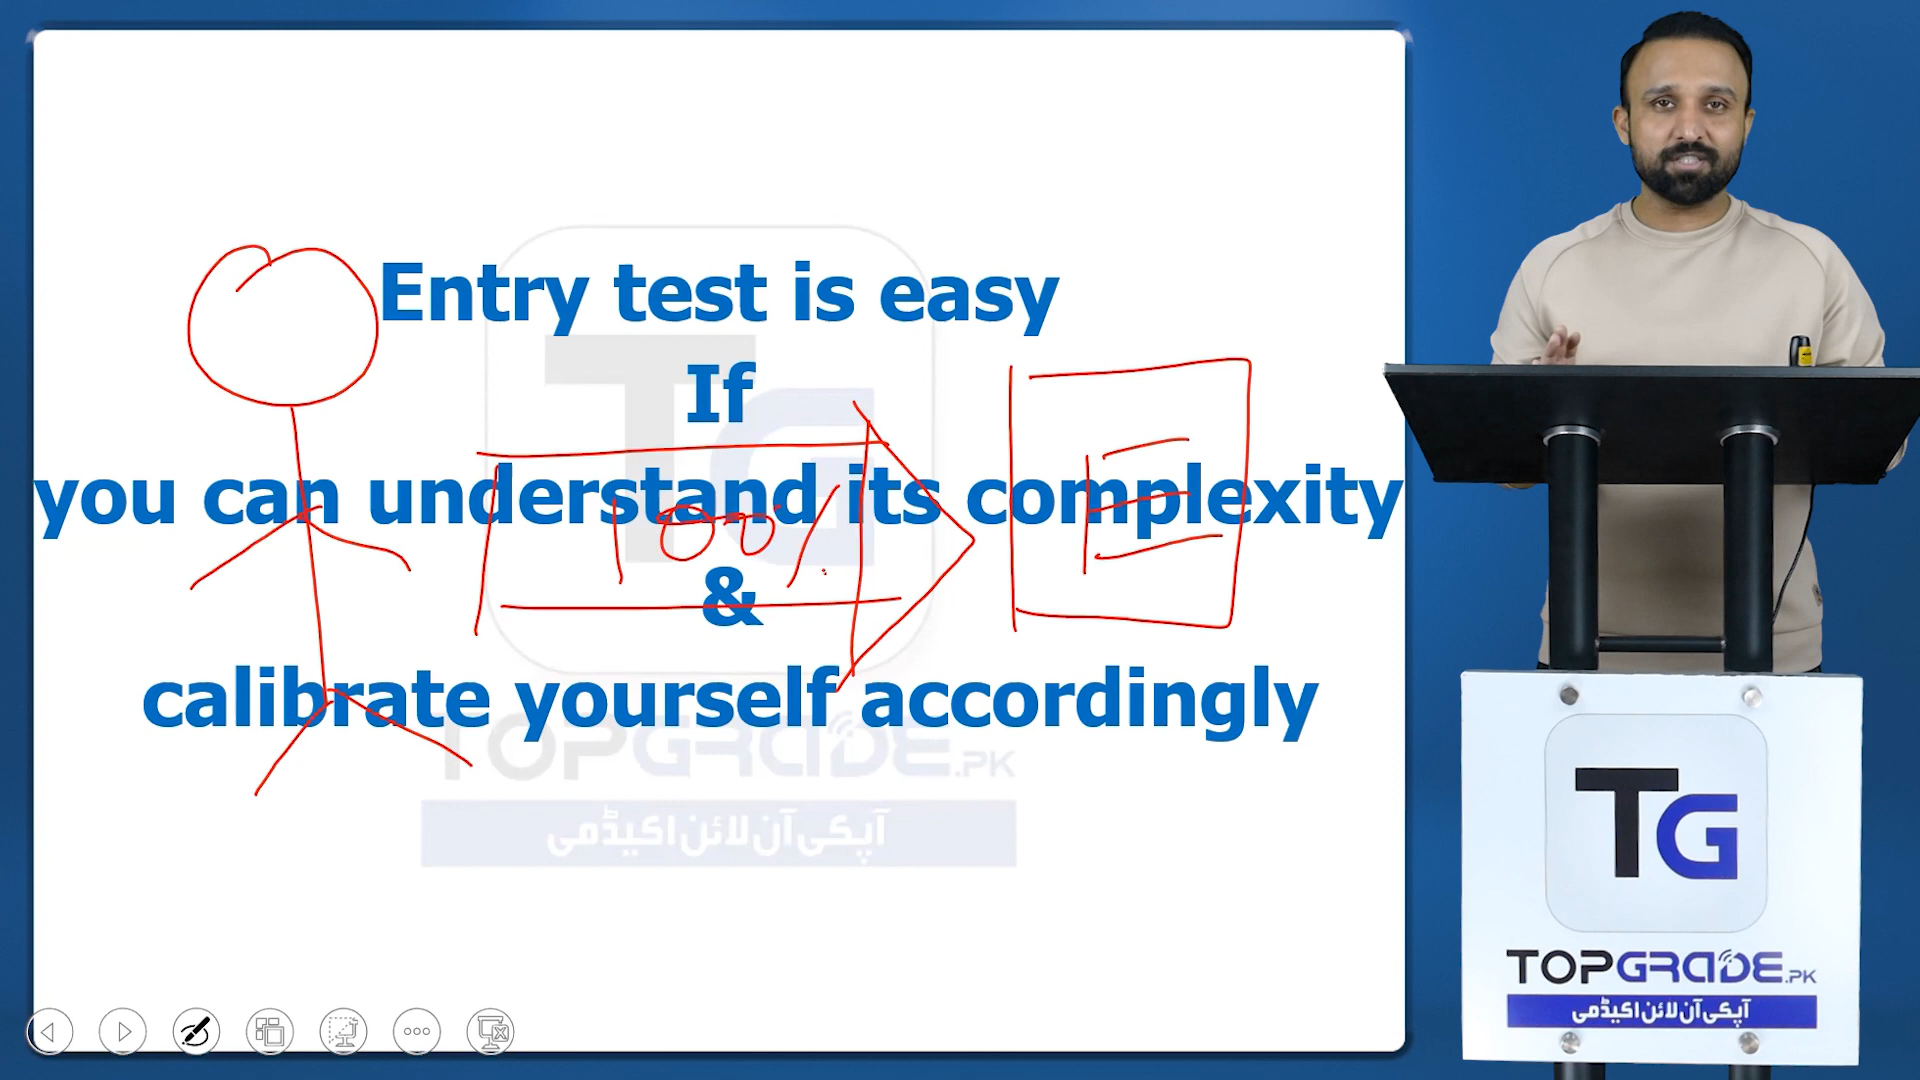 Entry test is easy
If
you can understand its complexity
100%
E
&
calibrate yourself accordingly
TG
TOPGRADE.PK
آپکی آن لائن اکیڈمی
TG
TOPGRADE.PK
آپکی آن لائن اکیڈمی